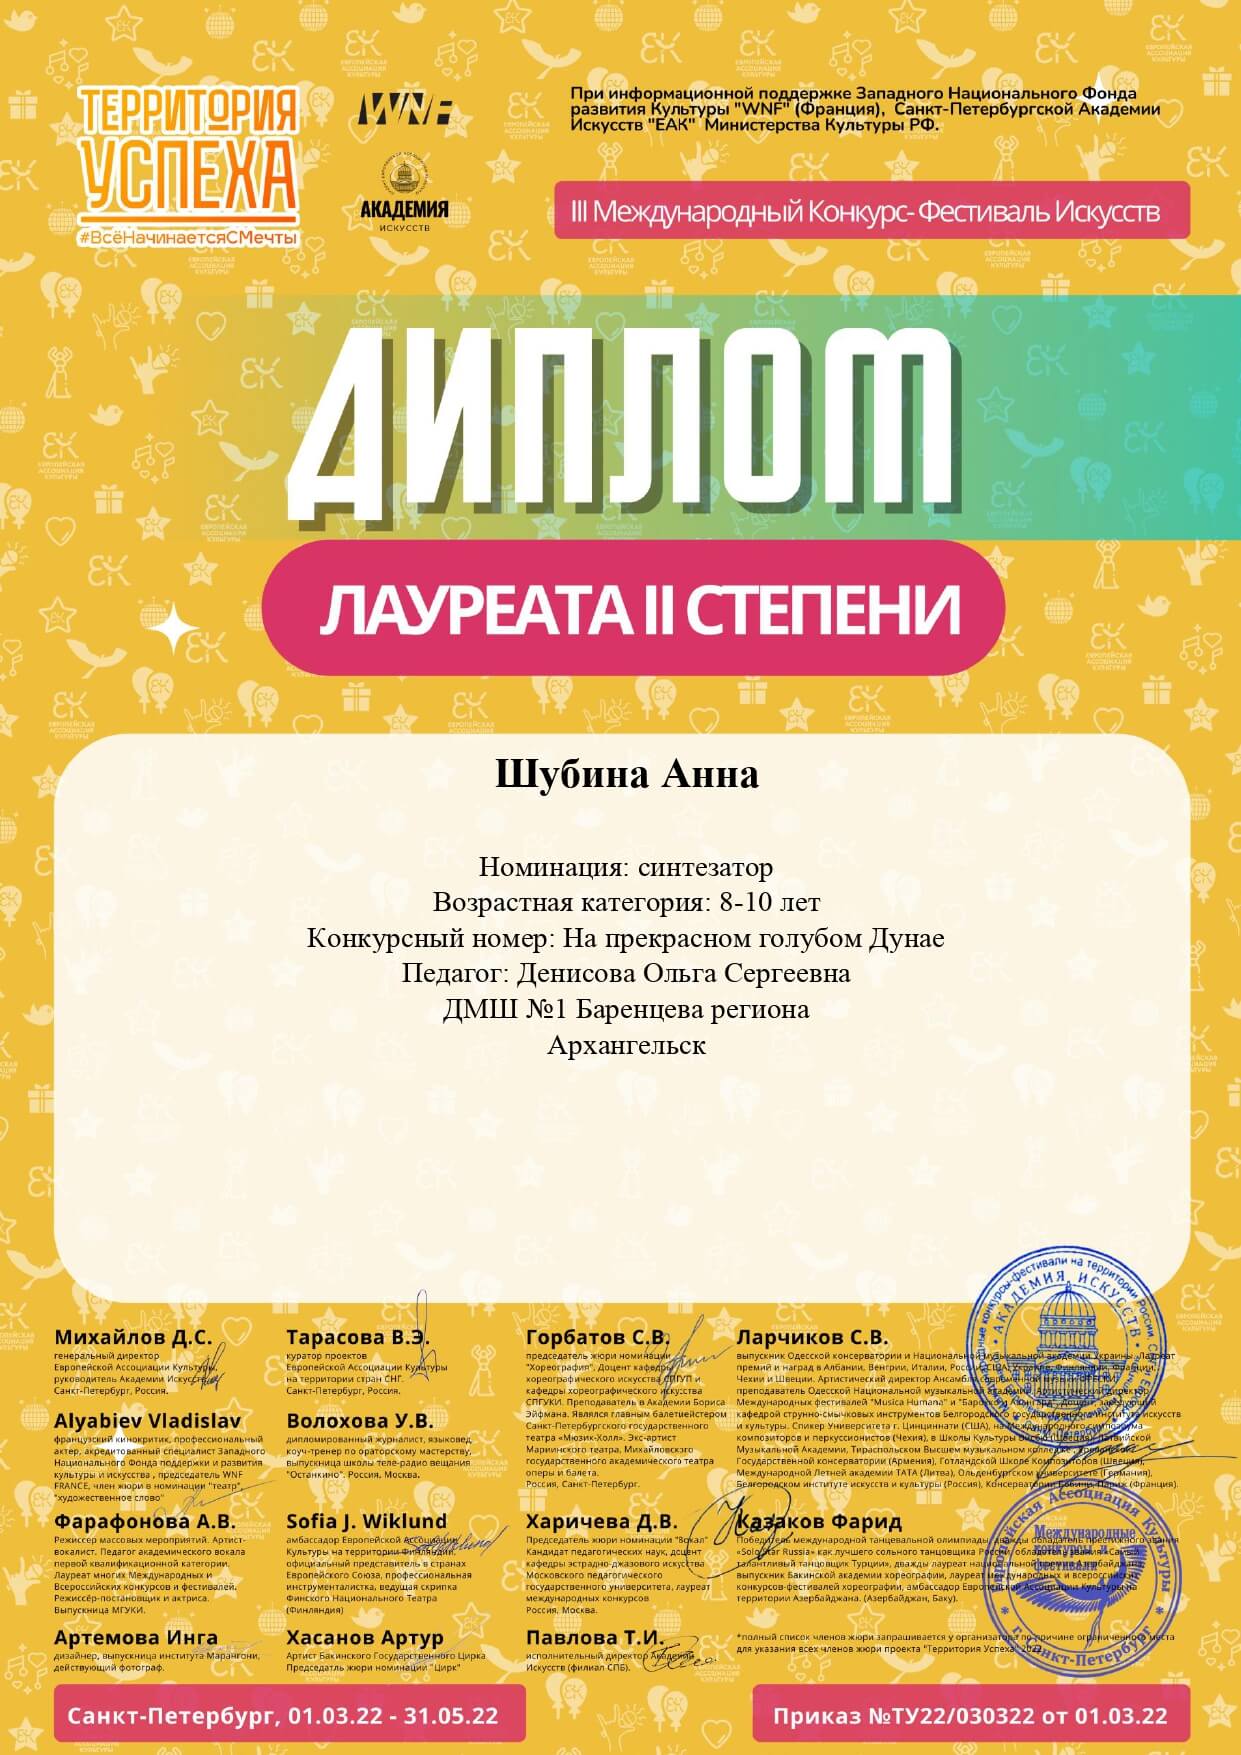 ТЕРРИТОРИЯ
УСПЕХА
#ВсёНачинаетсяСМечты
WNF
АКАДЕМИЯ
ИСКУССТВ
При информационной поддержке Западного Национального Фонда
развития Культуры "WNF" (Франция), Санкт-Петербургской Академии
Искусств "ЕАК" Министерства Культуры РФ.
III Международный Конкурс- Фестиваль Искусств
ДИПЛОМ
ЛАУРЕАТА II СТЕПЕНИ
Шубина Анна
Номинация: синтезатор
Возрастная категория: 8-10 лет
Конкурсный номер: На прекрасном голубом Дунае
Педагог: Денисова Ольга Сергеевна
ДМШ №1 Баренцева региона
Архангельск
Михайлов Д.С.
генеральный директор
Европейской Ассоциации Культуры,
руководитель Академии Искусств,
Санкт-Петербург, Россия.
Тарасова В.Э.
куратор проектов
Европейской Ассоциации Культуры
на территории стран СНГ.
Санкт-Петербург, Россия.
Горбатов С.В.
председатель жюри номинации
"Хореография", Доцент кафедры
хореографического искусства СПГУП и
кафедры хореографического искусства
СПГУКИ. Преподаватель в Академии Бориса
Эйфмана. Являлся главным балетмейстером
Санкт-Петербургского государственного
театра «Мюзик-Холл». Экс-артист
Мариинского театра, Михайловского
государственного академического театра
оперы и балета.
Россия, Санкт-Петербург.
Ларчиков С.В.
выпускник Одесской консерватории и Национальной музыкальной академии Украины. Лауреат
премий и наград в Албании, Венгрии, Италии, России, США, Украине, Финляндии, Франции,
Чехии и Швеции. Артистический директор Ансамбля современной музыки
преподаватель Одесской Национальной музыкальной академии. Артистический директор
Международных фестивалей "Musica Humana" и "Барокко и Авангард". Доцент, заведующий
кафедрой струнно-смычковых инструментов Белгородского государственного института искусств
и культуры. Спикер Университета г. Цинциннати (США), на Международного симпозиума
композиторов и перкуссионистов (Чехия), в Школы Культуры (Швеция), Латвийской
Музыкальной Академии, Тираспольском Высшем музыкальном колледже, Ереванской
Государственной консерватории (Армения), Готландской Школе Композиторов (Швеция),
Международной Летней академии ТАТА (Литва), Ольденбургском университете (Германия),
Белгородском институте искусств и культуры (Россия), Консерватории Париж (Франция).
Alyabiev Vladislav
французский кинокритик, профессиональный
актер, акредитованный специалист Западного
Национального Фонда поддержки и развития
культуры и искусства , председатель WNF
FRANCE, член жюри в номинации "театр",
"художественное слово"
Волохова У.В.
дипломированный журналист, языковед,
коуч-тренер по ораторскому мастерству,
выпускница школы теле-радио вещания
"Останкино". Россия, Москва.
Фарафонова А.В.
Режиссер массовых мероприятий. Артист-
вокалист. Педагог академического вокала
первой квалификационной категории.
Лауреат многих Международных и
Всероссийских конкурсов и фестивалей.
Режиссёр-постановщик и актриса.
Выпускница МГУКИ.
Sofia J. Wiklund
амбассадор Европейской Ассоциации
Культуры на территории Финляндии,
официальный представитель в странах
Европейского Союза, профессиональная
инструменталистка, ведущая скрипка
Финского Национального Театра
(Финляндия)
Харичева Д.В.
Председатель жюри номинации "Вокал"
Кандидат педагогических наук, доцент
кафедры эстрадно-джазового искусства
Московского педагогического
государственного университета, лауреат
международных конкурсов
Россия, Москва.
Казаков Фарид
Победитель международной танцевальной олимпиады, дважды обладатель престижного звания
«Solo Star Russia» как лучшего сольного танцовщика России, обладатель звания «Самый
талантливый танцовщик Турции», дважды лауреат национальной премии Азербайджана,
выпускник Бакинской академии хореографии, лауреат международных и всероссийских
конкурсов-фестивалей хореографии, амбассадор Европейской Ассоциации Культуры на
территории Азербайджана. (Азербайджан, Баку).
Артемова Инга
дизайнер, выпускница института Марангони,
действующий фотограф.
Хасанов Артур
Артист Бакинского Государственного Цирка
Председатль жюри номинации "Цирк"
Павлова Т.И.
исполнительный директор Академии
Искусств (филиал СПБ).
*полный список членов жюри запрашивается у организатора по причине ограниченного места
для указания всех членов жюри проекта "Территория Успеха" 2022.
АКАДЕМИЯ ИСКУССТВ
Европейская Ассоциация Культуры
Международные
конкурсы и
фестивали
г. Санкт-Петербург
Санкт-Петербург, 01.03.22 - 31.05.22
Приказ №ТУ22/030322 от 01.03.22